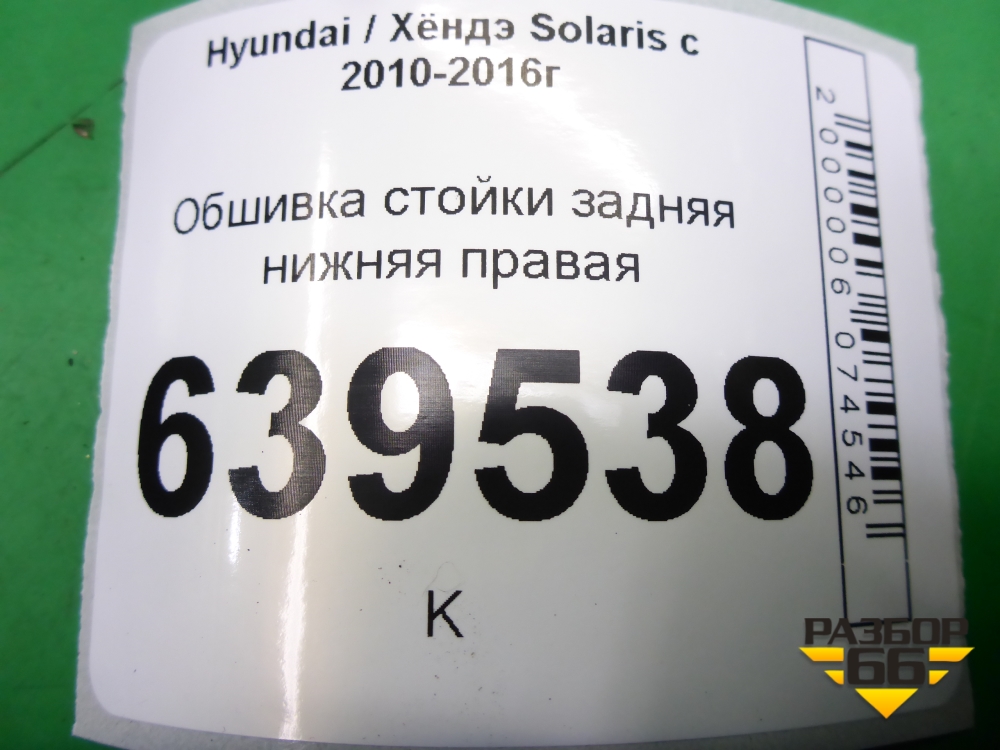 Hyundai / Хёндэ Solaris с
2010-2016г
Обшивка стойки задняя
нижняя правая
639538
К
2000006074546
РАЗБОР
66